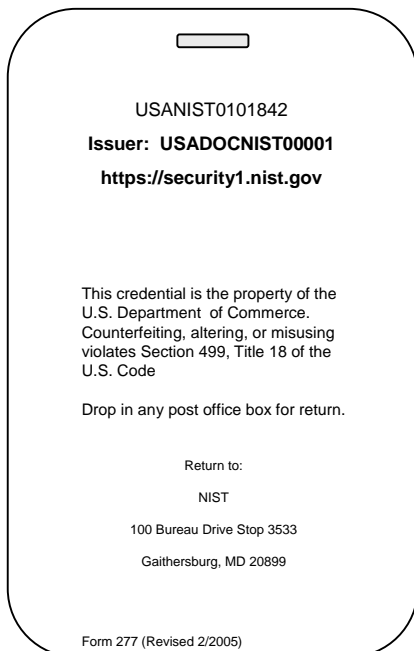 USANIST0101842
Issuer: USADOCNIST00001
https://security1.nist.gov
This credential is the property of the
U.S. Department of Commerce.
Counterfeiting, altering, or misusing
violates Section 499, Title 18 of the
U.S. Code
Drop in any post office box for return.
Return to:
NIST
100 Bureau Drive Stop 3533
Gaithersburg, MD 20899
Form 277 (Revised 2/2005)